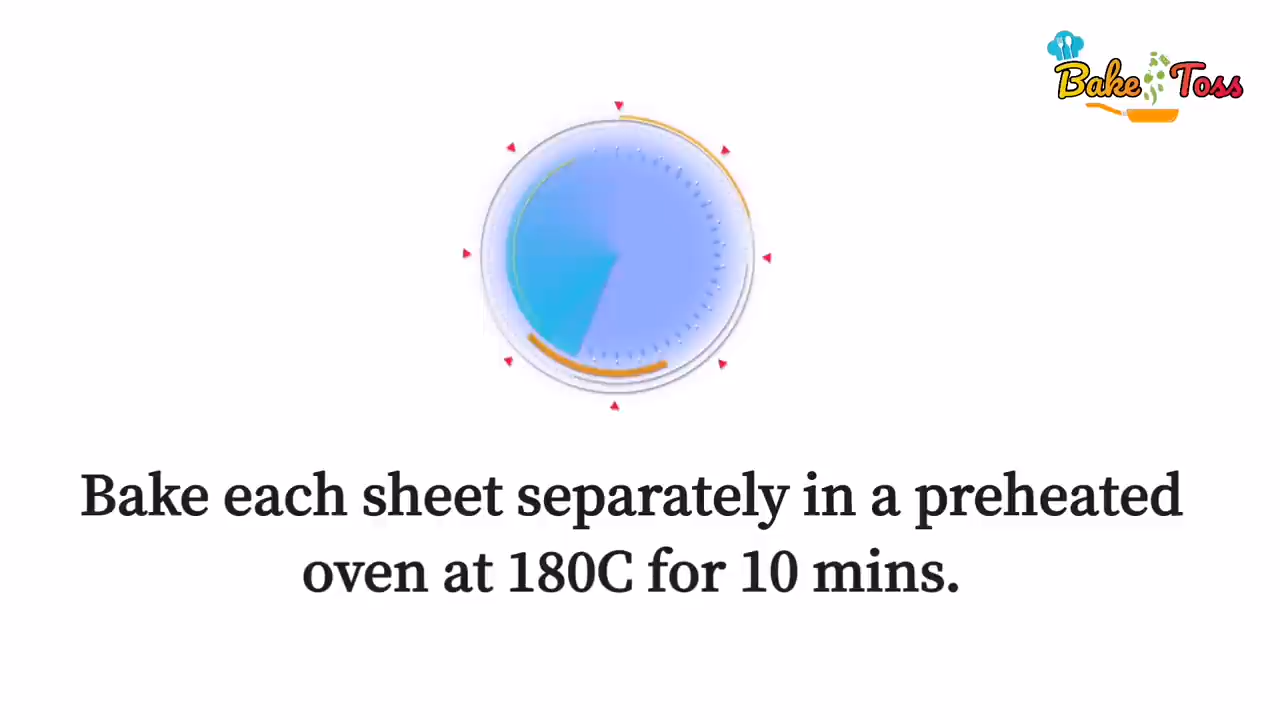 Bake Toss
Bake each sheet separately in a preheated
oven at 180C for 10 mins.